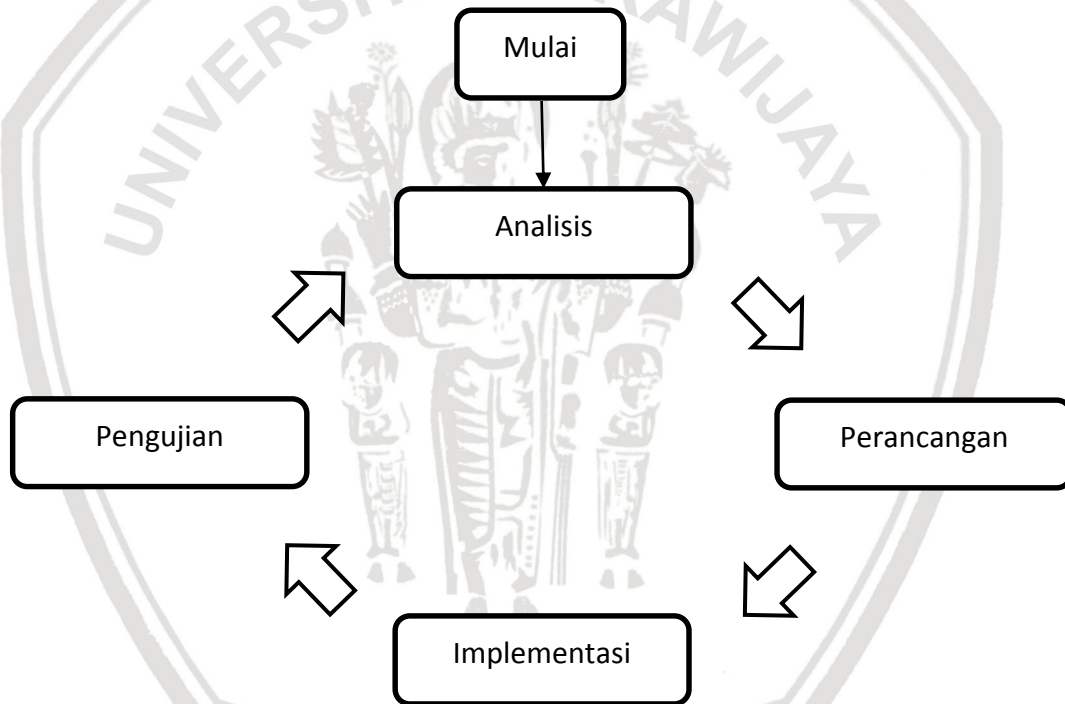 Mulai
Analisis
Pengujian
Perancangan
Implementasi